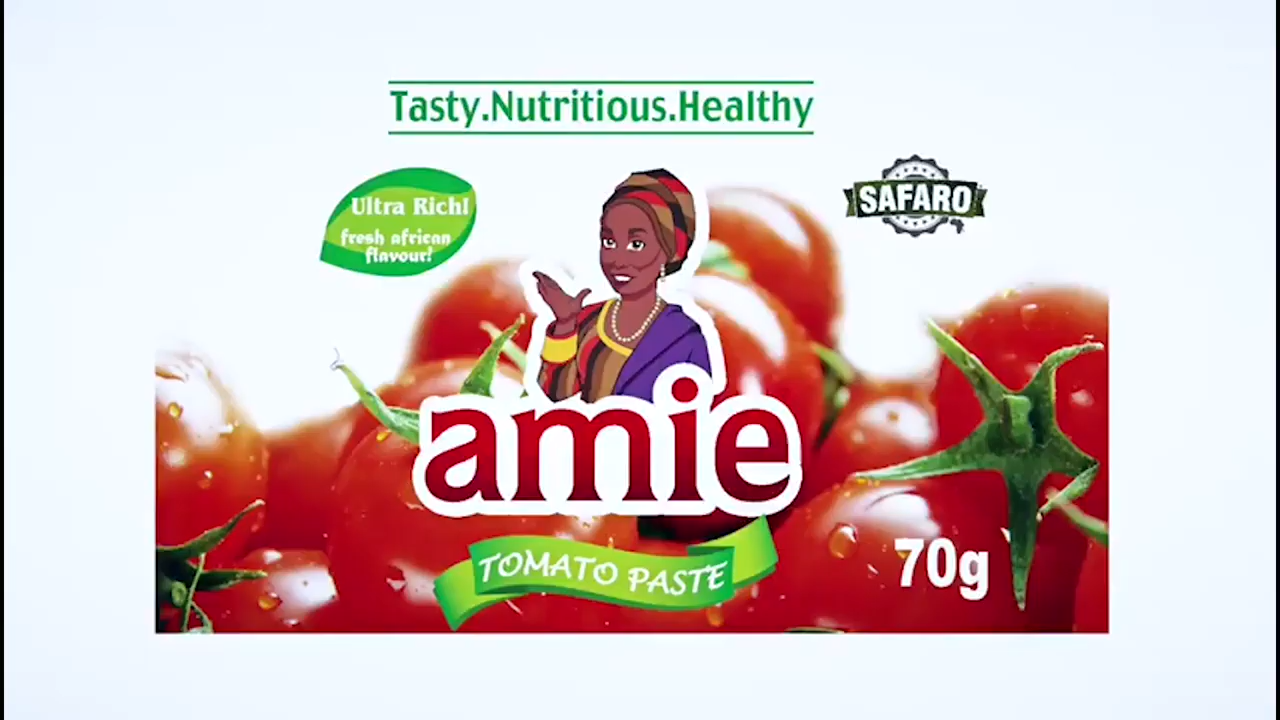 Tasty.Nutritious.Healthy
Ultra Rich!
fresh african
flavour!
SAFARO
amie
TOMATO PASTE
70g